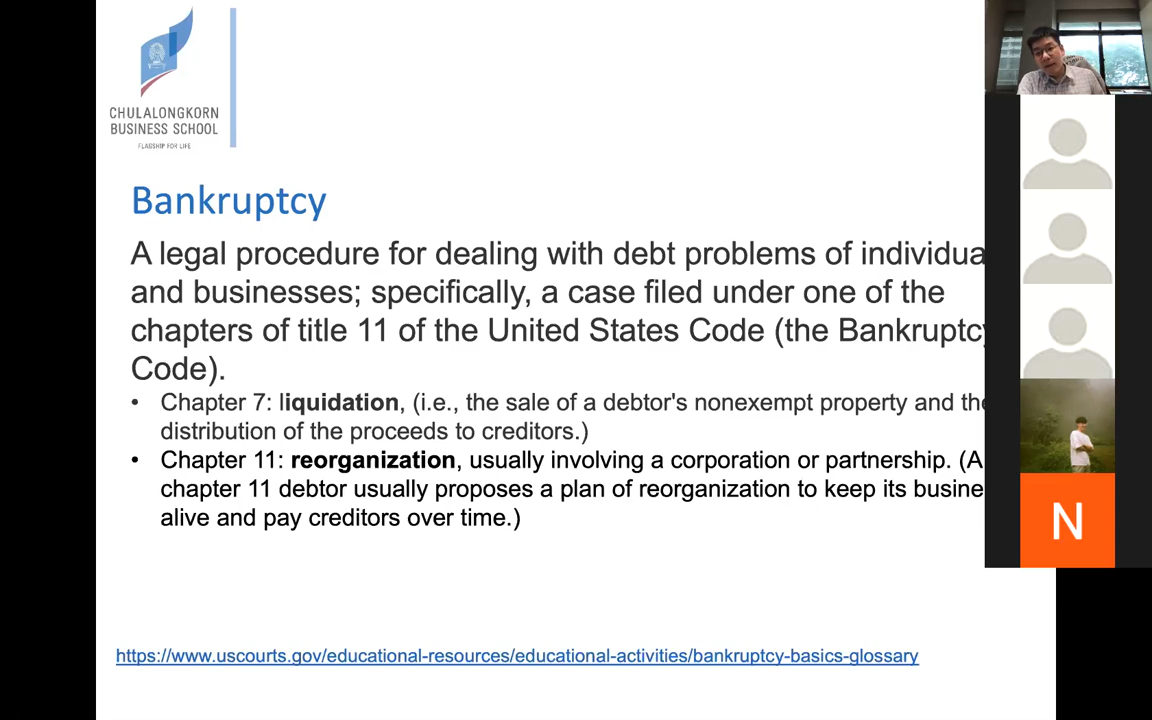 CHULALONGKORN
BUSINESS SCHOOL
FLAGSHIP FOR LIFE
Bankruptcy
A legal procedure for dealing with debt problems of individua
and businesses; specifically, a case filed under one of the
chapters of title 11 of the United States Code (the Bankruptcy
Code).
• Chapter 7: liquidation, (i.e., the sale of a debtor's nonexempt property and the
distribution of the proceeds to creditors.)
• Chapter 11: reorganization, usually involving a corporation or partnership. (A
chapter 11 debtor usually proposes a plan of reorganization to keep its busine
alive and pay creditors over time.)
N
https://www.uscourts.gov/educational-resources/educational-activities/bankruptcy-basics-glossary